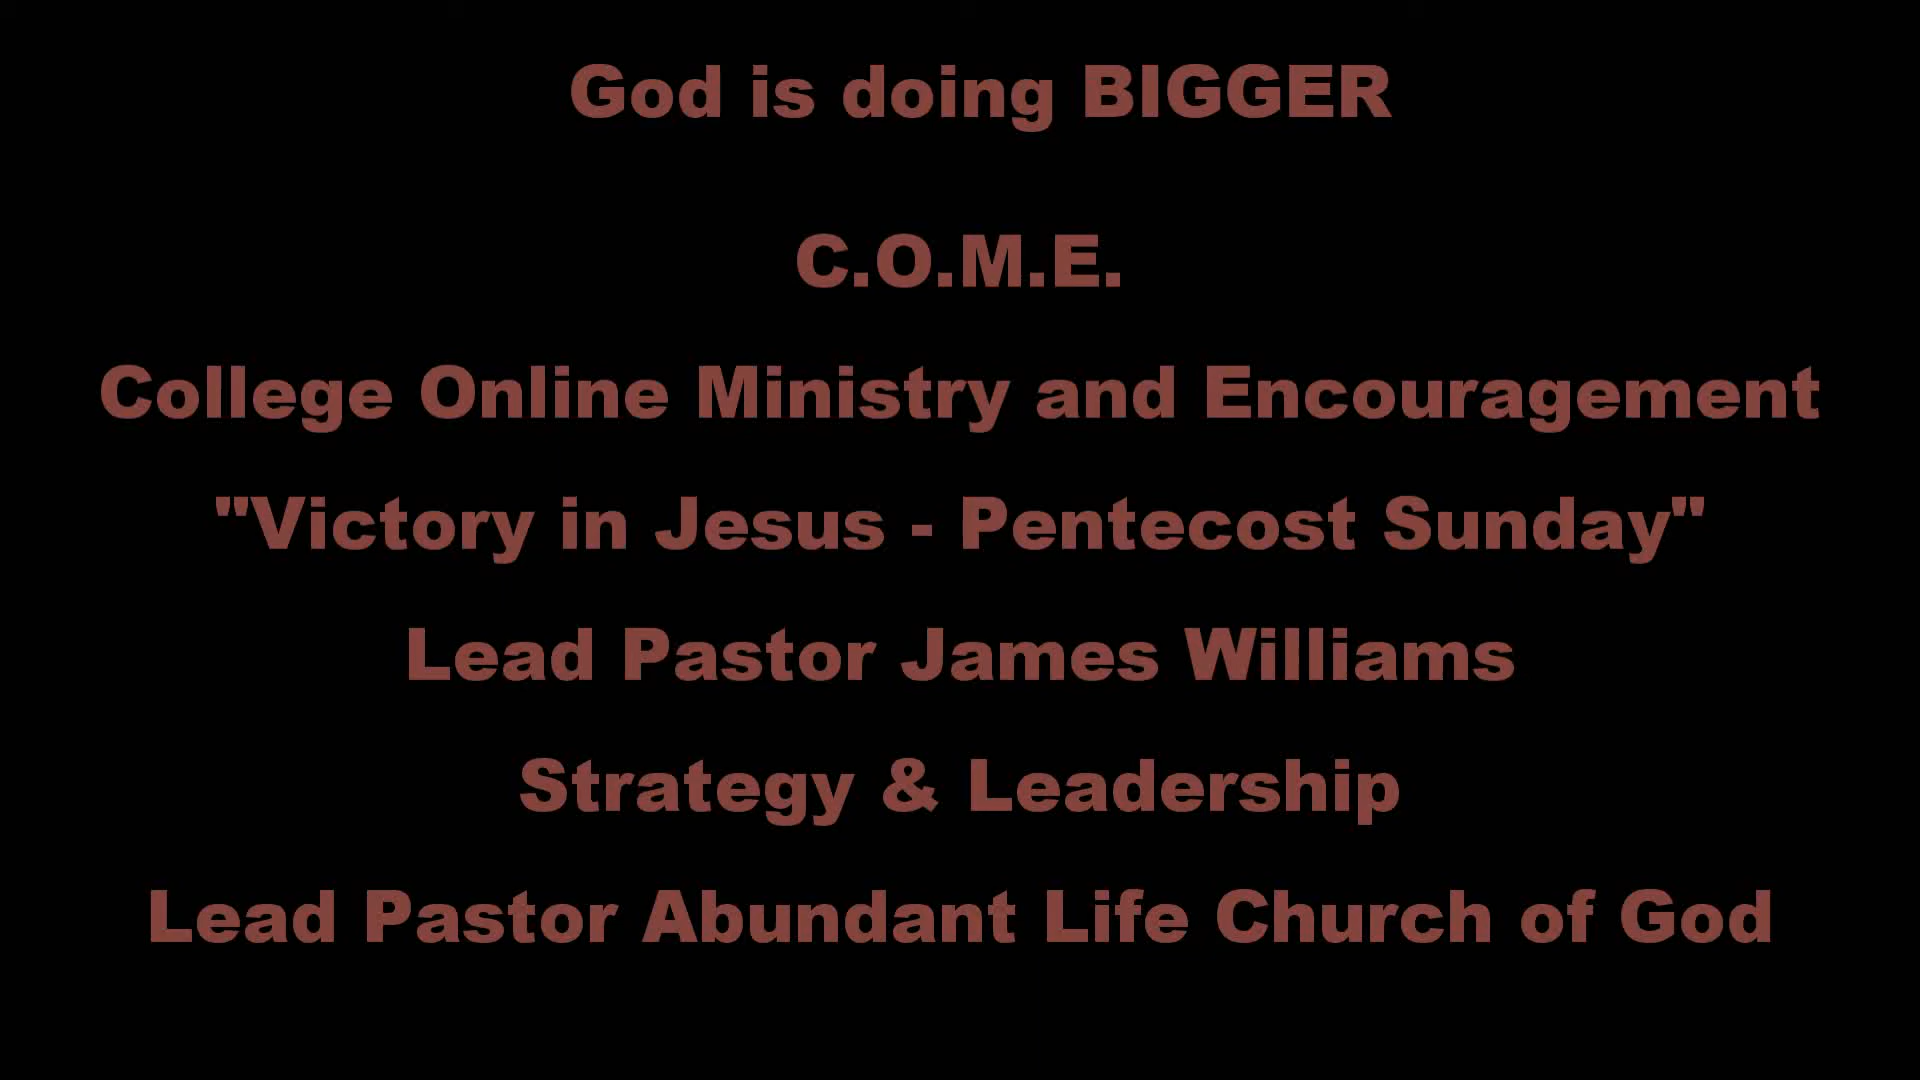 God is doing BIGGER
C.O.M.E.
College Online Ministry and Encouragement
"Victory in Jesus - Pentecost Sunday"
Lead Pastor James Williams
Strategy & Leadership
Lead Pastor Abundant Life Church of God